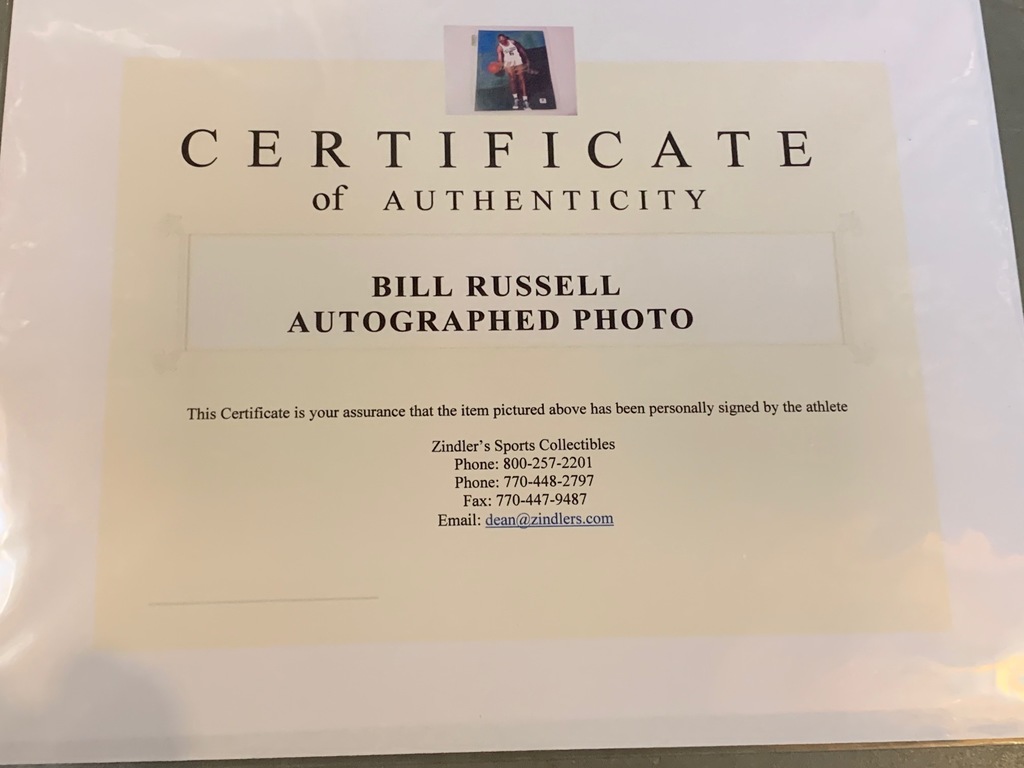 CERTIFICATE
of AUTHENTICITY
BILL RUSSELL
AUTOGRAPHED PHOTO
This Certificate is your assurance that the item pictured above has been personally signed by the athlete
Zindler's Sports Collectibles
Phone: 800-257-2201
Phone: 770-448-2797
Fax: 770-447-9487
Email: dean@zindlers.com